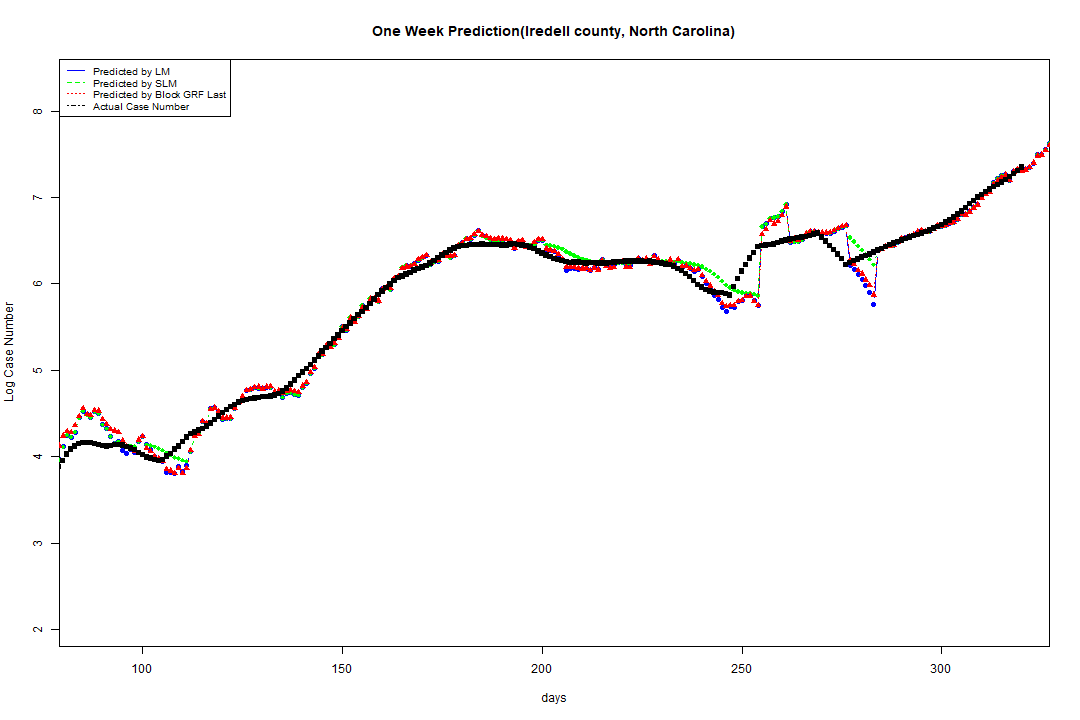 One Week Prediction(Iredell county, North Carolina)
Predicted by LM
Predicted by SLM
Predicted by Block GRF Last
Actual Case Number
8
7
6
5
4
3
2
Log Case Number
100 150 200 250 300
days